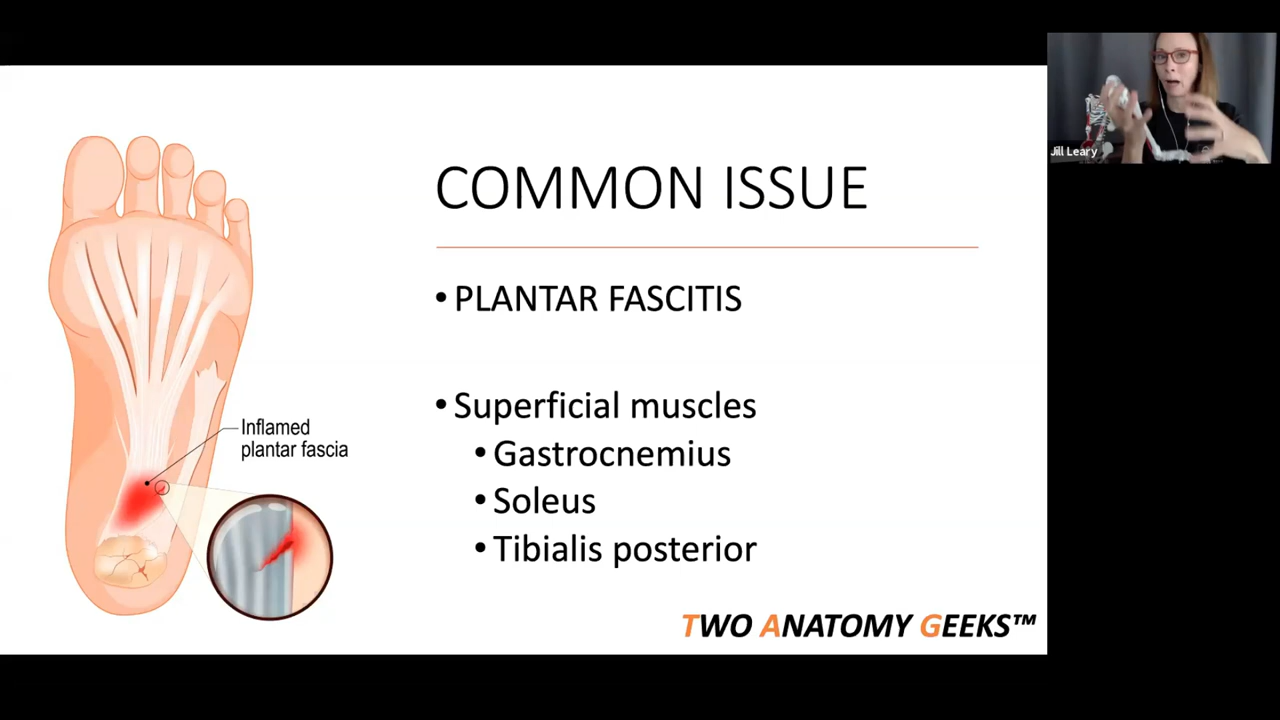 Jill Leary
COMMON ISSUE
• PLANTAR FASCITIS
• Superficial muscles
• Gastrocnemius
• Soleus
• Tibialis posterior
Inflamed
plantar fascia
TWO ANATOMY GEEKS™